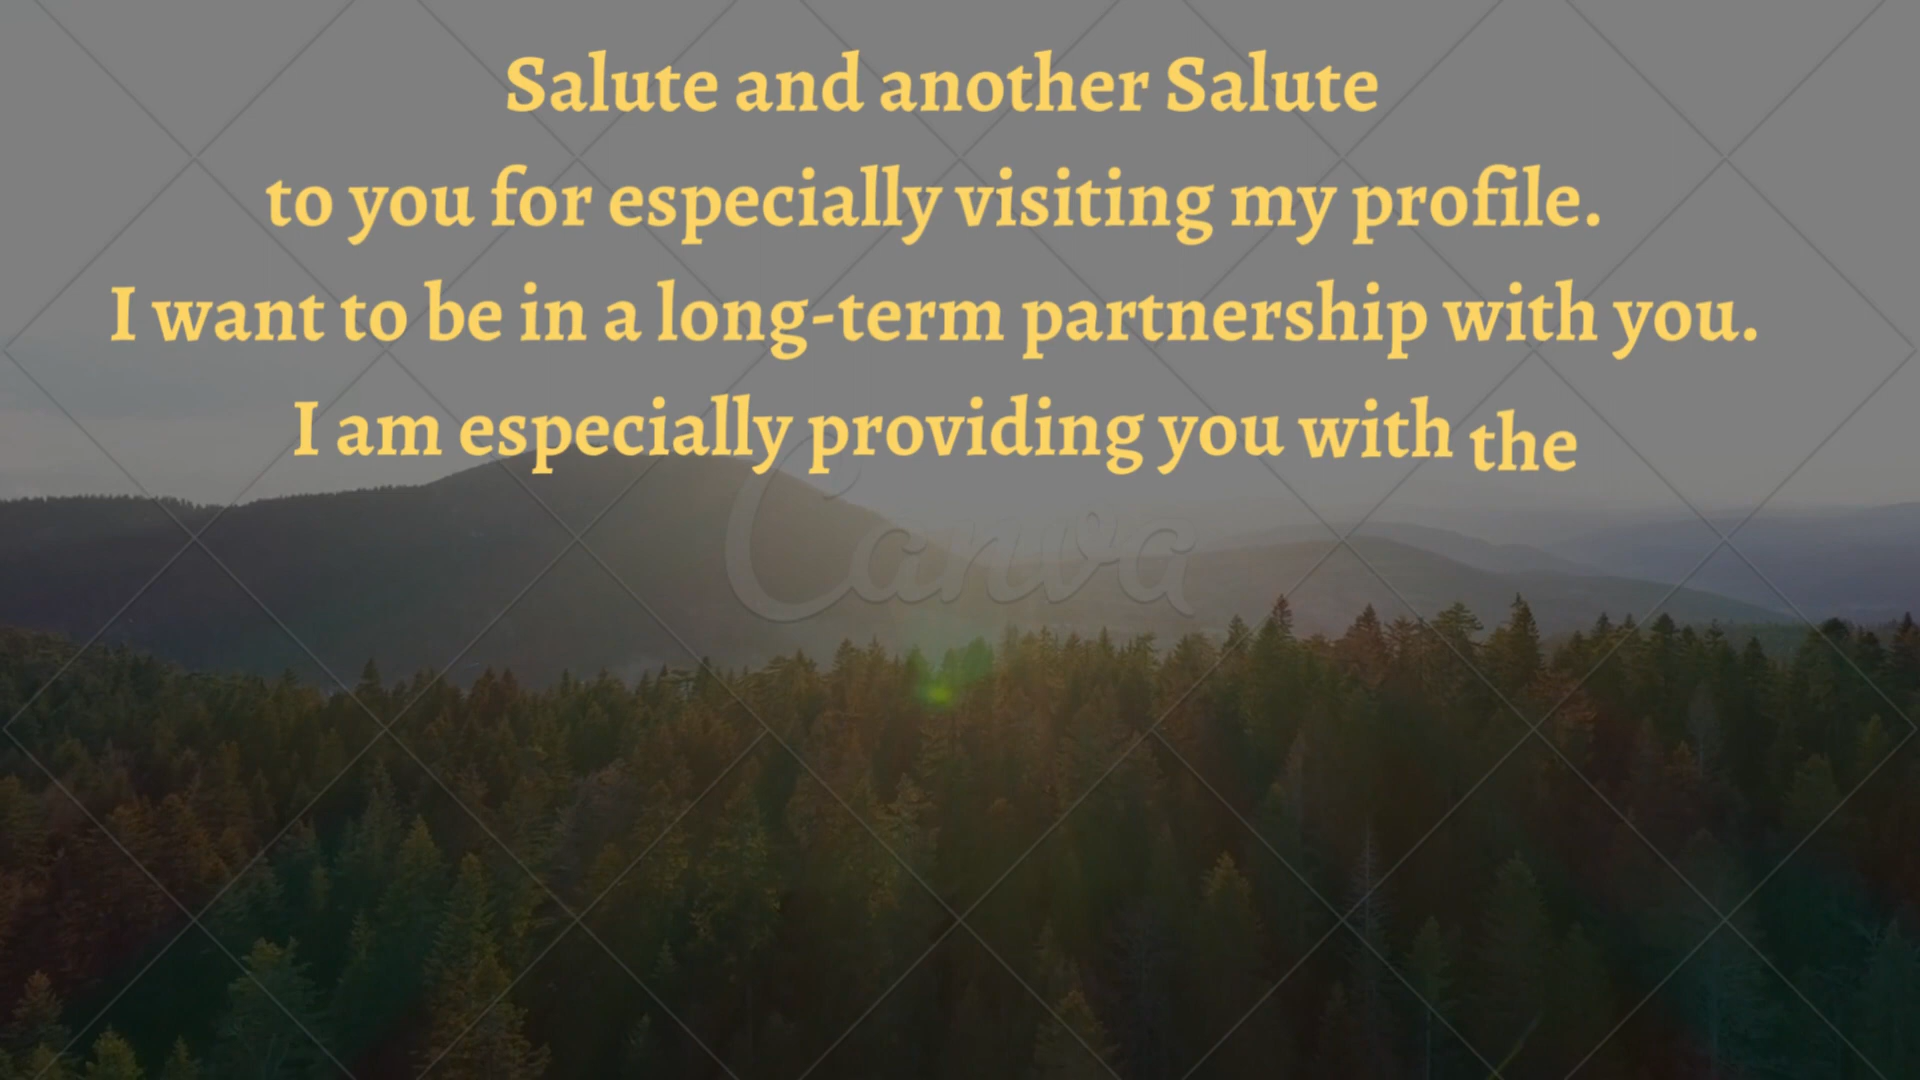 Salute and another Salute
to you for especially visiting my profile.
I want to be in a long-term partnership with you.
I am especially providing you with the
Canva